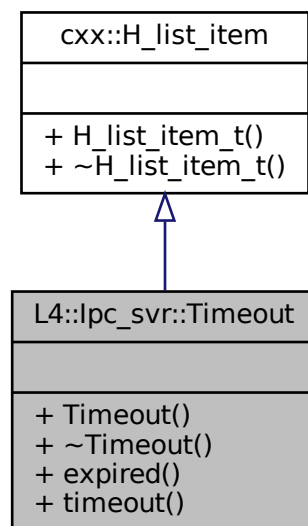 cxx::H_list_item
+ H_list_item_t()
+ ~H_list_item_t()
L4::Ipc_svr::Timeout
+ Timeout()
+ ~Timeout()
+ expired()
+ timeout()